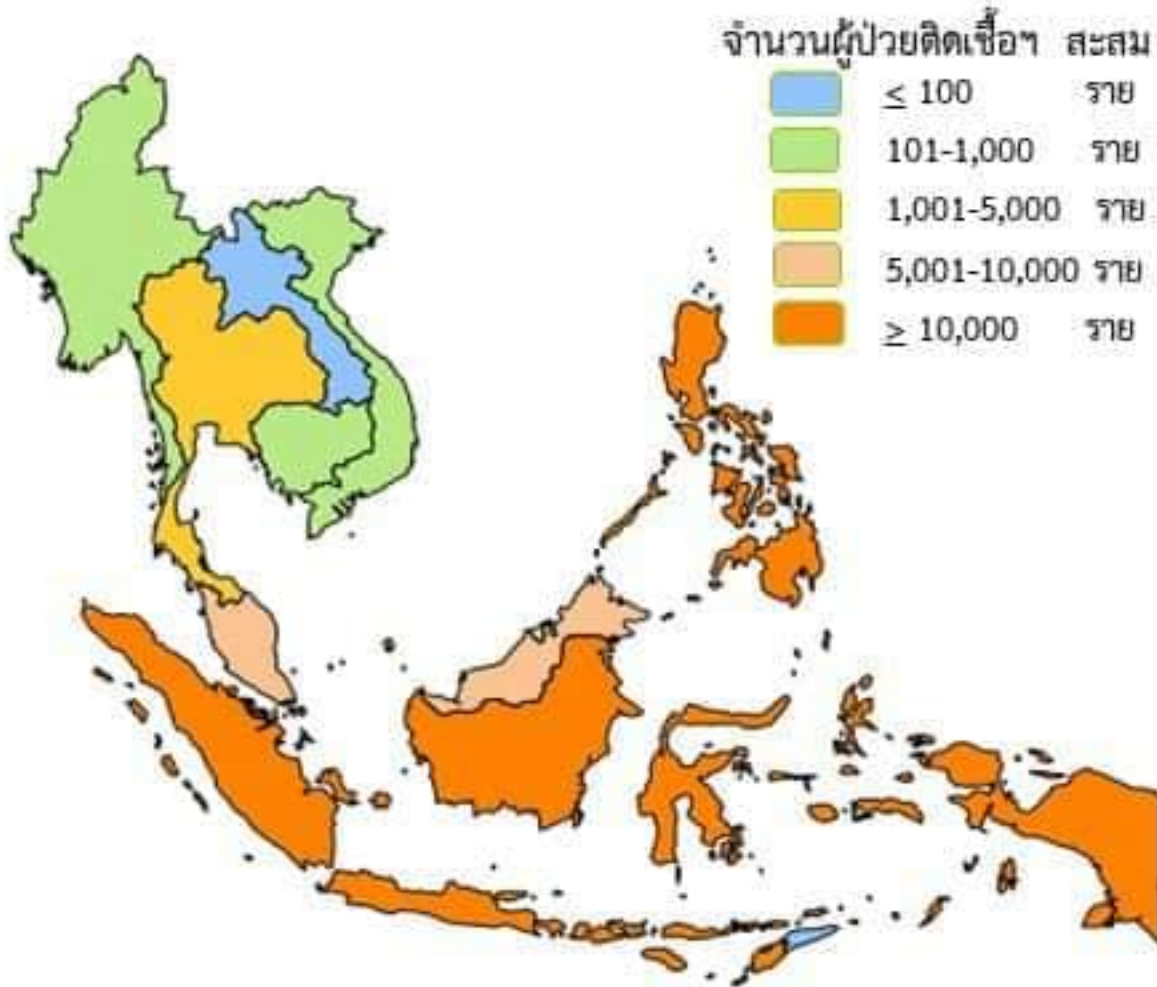 จำนวนผู้ป่วยติดเชื้อฯ สะสม
≤ 100 ราย
101-1,000 ราย
1,001-5,000 ราย
5,001-10,000 ราย
≥ 10,000 ราย